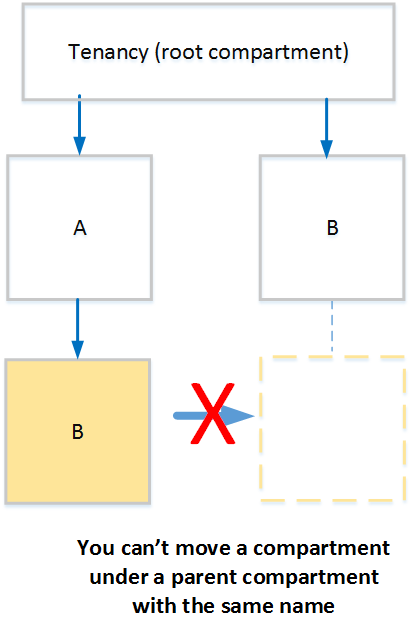 Tenancy (root compartment)
A
B
B
X
You can’t move a compartment
under a parent compartment
with the same name